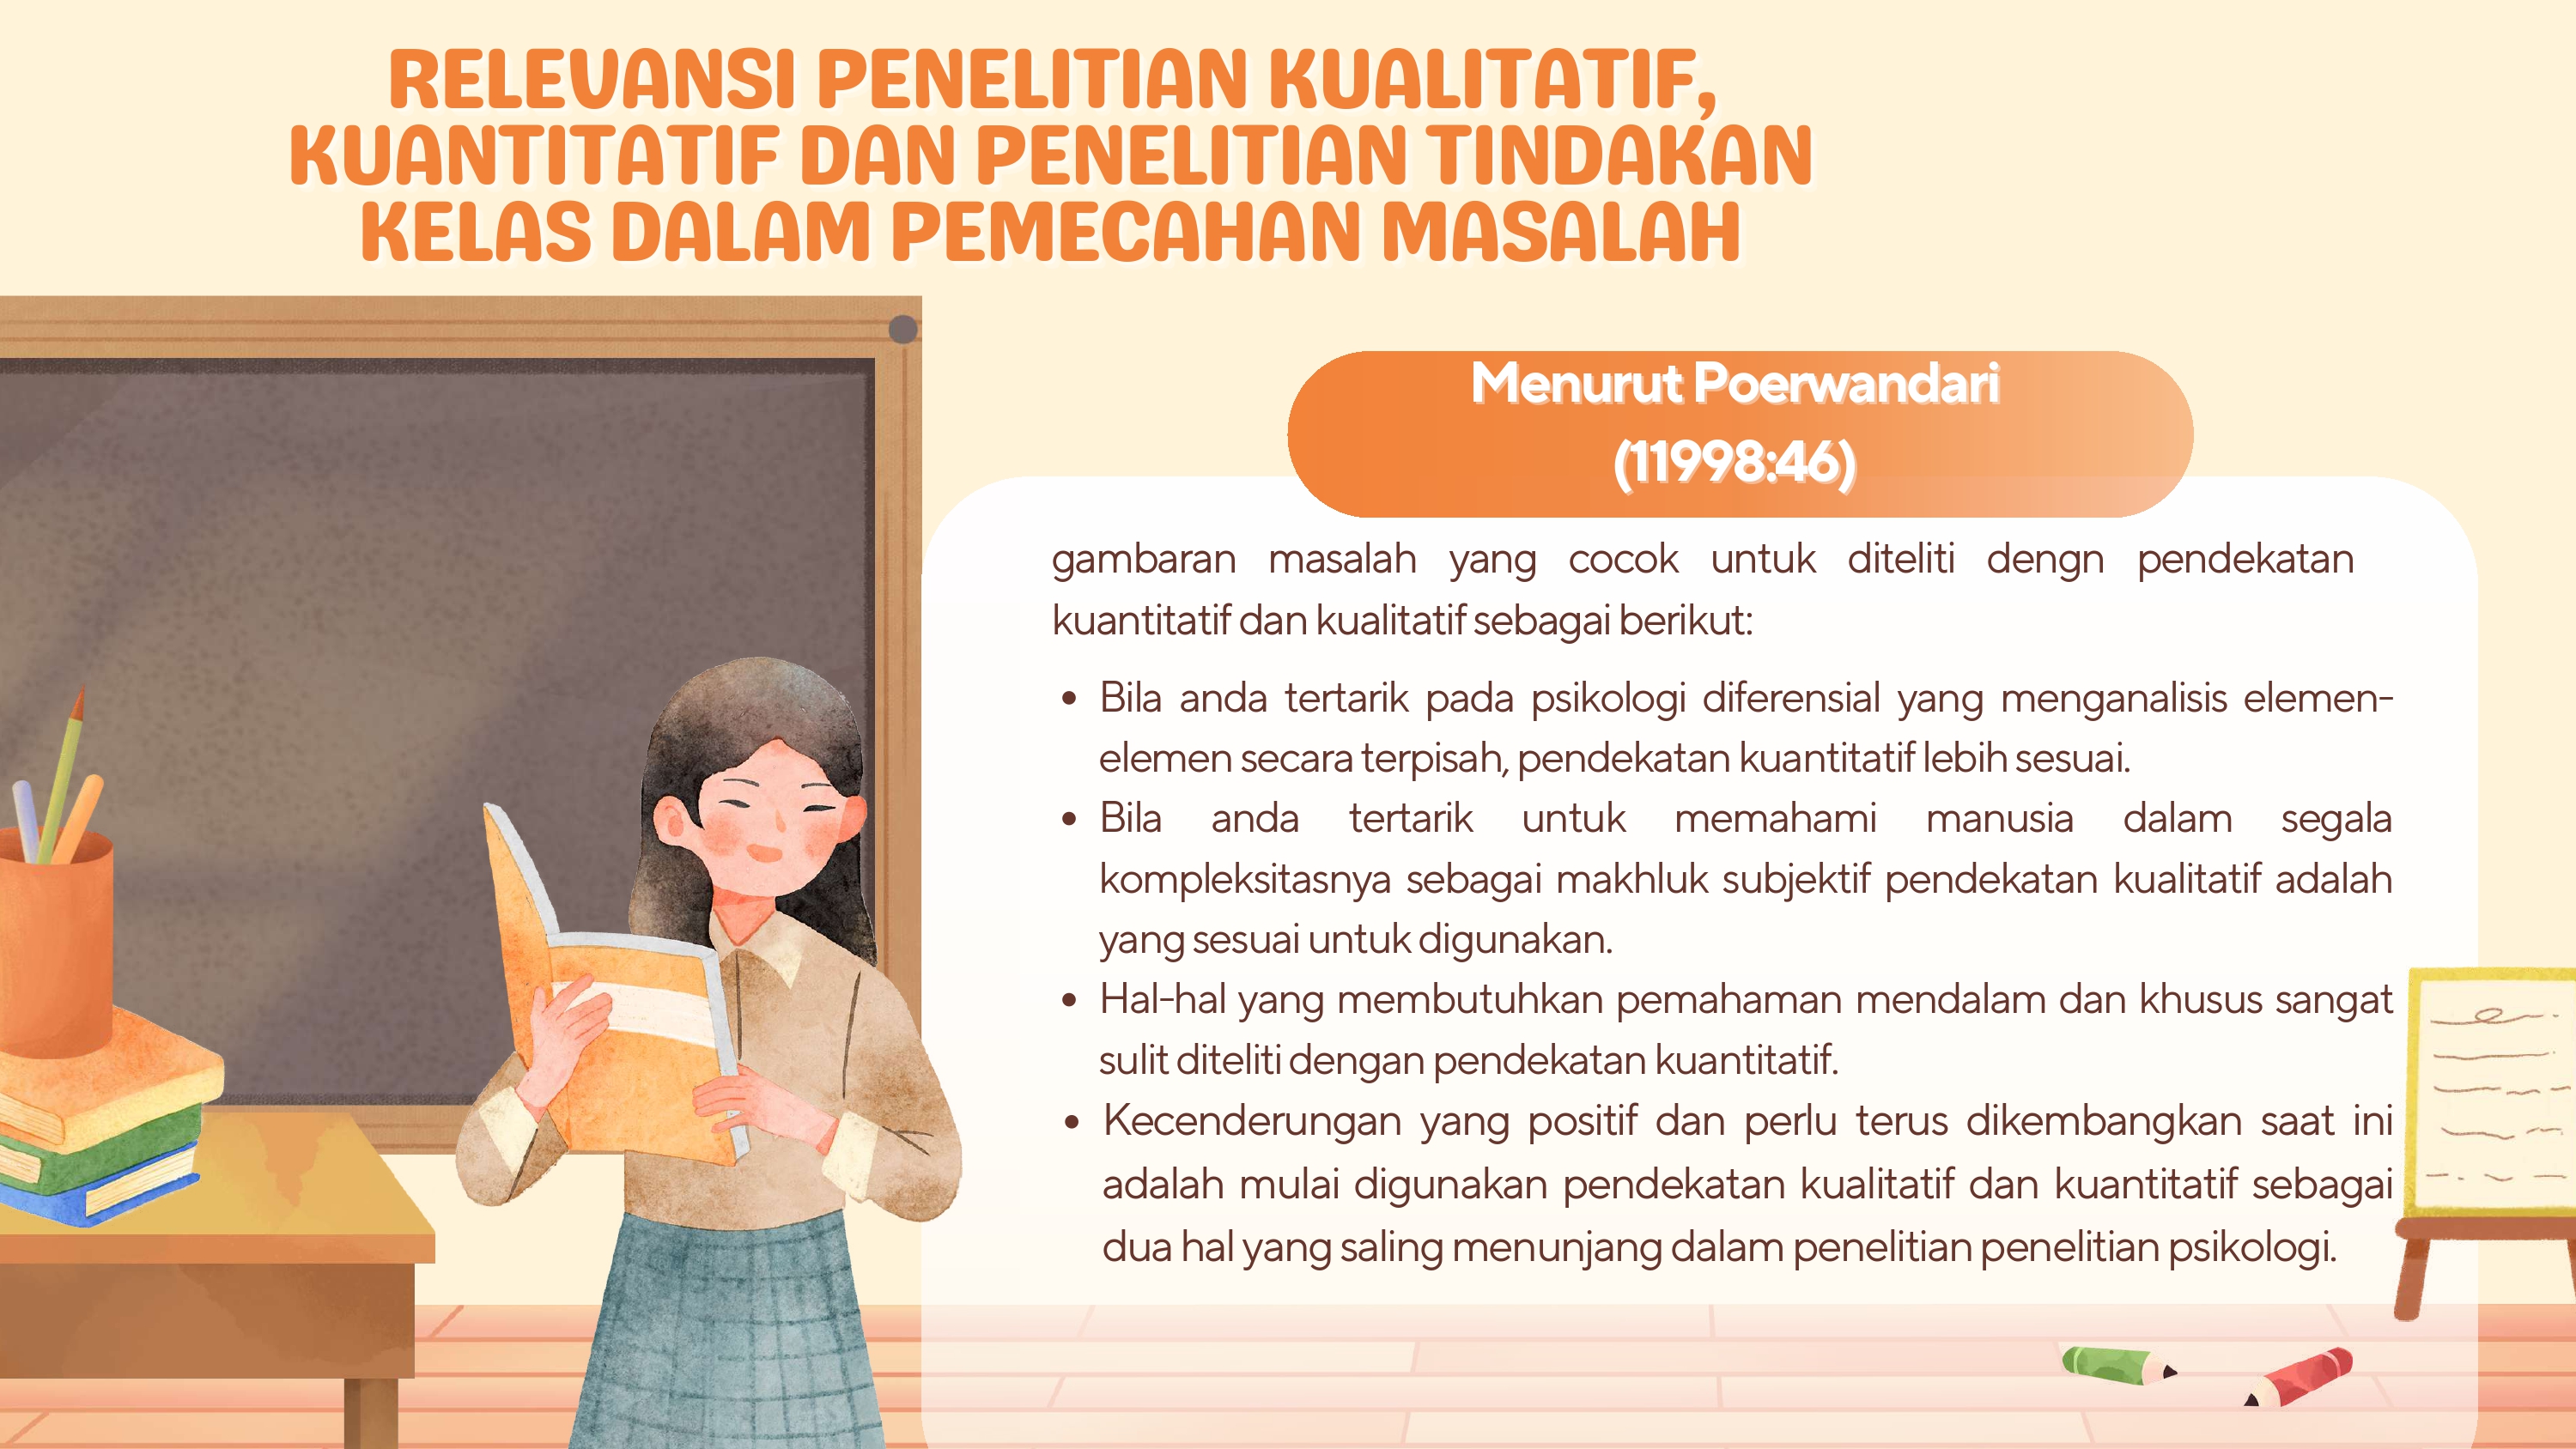 RELEVANSI PENELITIAN KUALITATIF,
KUANTITATIF DAN PENELITIAN TINDAKAN
KELAS DALAM PEMECAHAN MASALAH
Menurut Poerwandari
(11998:46)
gambaran masalah yang cocok untuk diteliti dengn pendekatan
kuantitatif dan kualitatif sebagai berikut:
• Bila anda tertarik pada psikologi diferensial yang menganalisis elemen-
elemen secara terpisah, pendekatan kuantitatif lebih sesuai.
• Bila anda tertarik untuk memahami manusia dalam segala
kompleksitasnya sebagai makhluk subjektif pendekatan kualitatif adalah
yang sesuai untuk digunakan.
• Hal-hal yang membutuhkan pemahaman mendalam dan khusus sangat
sulit diteliti dengan pendekatan kuantitatif.
• Kecenderungan yang positif dan perlu terus dikembangkan saat ini
adalah mulai digunakan pendekatan kualitatif dan kuantitatif sebagai
dua hal yang saling menunjang dalam penelitian penelitian psikologi.